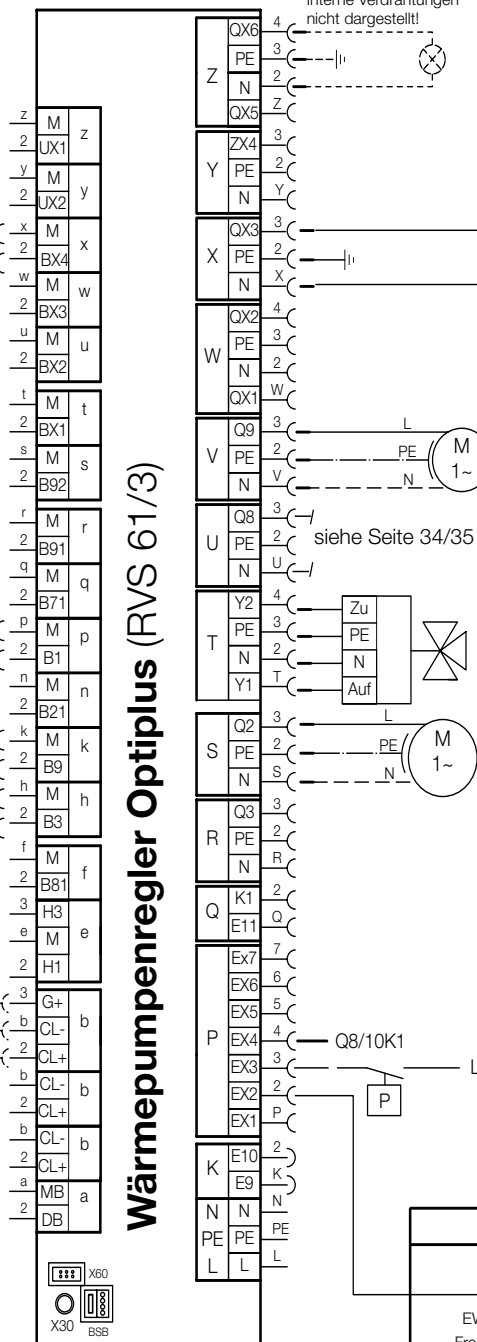 interne Verdrahtungen
nicht dargestellt!
Z
QX6 4
PE 3
N 2
QX5 Z
Y
ZX4 3
PE 2
N Y
X
QX3 3
PE 2
N X
W
QX2 4
PE 3
N 2
QX1 W
V
Q9 3 L
PE 2 PE
N V N
M
1~
U
Q8 3
PE 2
N U
siehe Seite 34/35
T
Y2 4 Zu
PE 3 PE
N 2 N
Y1 T Auf
S
Q2 3 L
PE 2 PE
N S N
M
1~
R
Q3 3
PE 2
N R
Q
K1 2
E11 Q
P
Ex7 7
EX6 6
EX5 5
EX4 4 Q8/10K1
EX3 3 L
EX2 2
EX1 P
P
K
E10 2
E9 K
N N N
PE PE PE
L L L
z M z
2 UX1
y M y
2 UX2
x M x
2 BX4
w M w
2 BX3
u M u
2 BX2
t M t
2 BX1
s M s
2 B92
r M r
2 B91
q M q
2 B71
p M p
2 B1
n M n
2 B21
k M k
2 B9
h M h
2 B3
f M f
2 B81
3 H3 e
e M
2 H1
3 G+ b
b CL-
2 CL+
b CL- b
2 CL+
b CL- b
2 CL+
a MB a
2 DB
Wärmepumpenregler Optiplus (RVS 61/3)
X60
X30
BSB